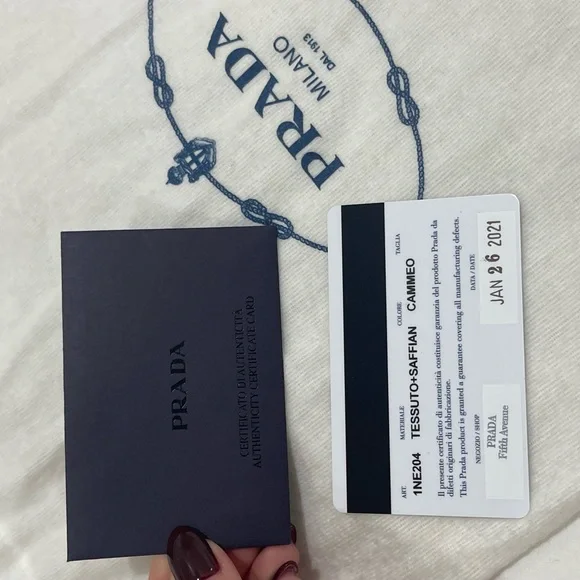 PRADA
MILANO
DAL 1913
PRADA
CERTIFICATO DI AUTENTICITÀ
AUTHENTICITY CERTIFICATE CARD
ART. MATERIALE COLORE TAGLIA
1NE204 TESSUTO+SAFFIAN CAMMEO
Il presente certificato di autenticità costituisce garanzia del prodotto Prada da
difetti originari di fabbricazione.
This Prada product is granted a guarantee covering all manufacturing defects.
NEGOZIO / SHOP DATA / DATE
PRADA
Fifth Avenue
JAN 26 2021